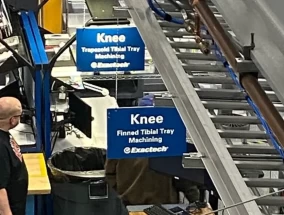 Knee
Trapezoid Tibial Tray
Machining
Exactech
Knee
Finned Tibial Tray
Machining
Exactech